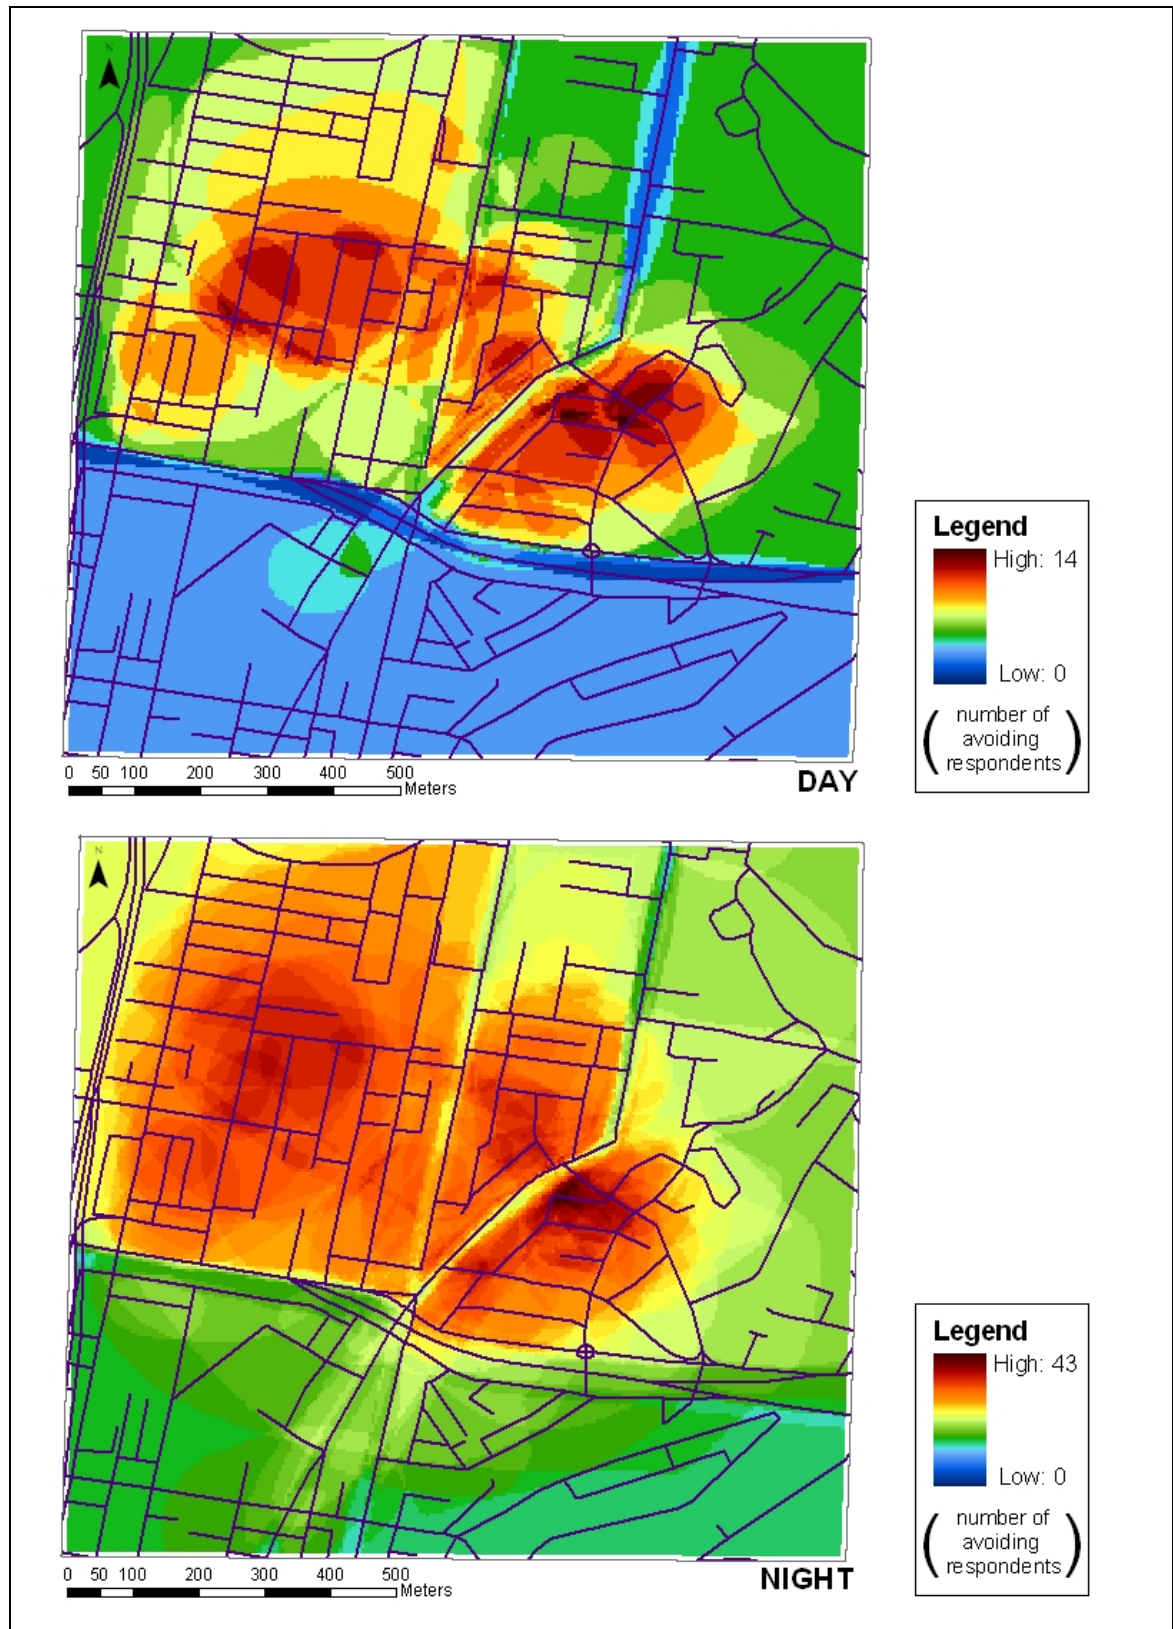 N
Legend
High: 14
Low: 0
( number of
avoiding
respondents )
0 50 100 200 300 400 500
Meters
DAY
N
Legend
High: 43
Low: 0
( number of
avoiding
respondents )
0 50 100 200 300 400 500
Meters
NIGHT